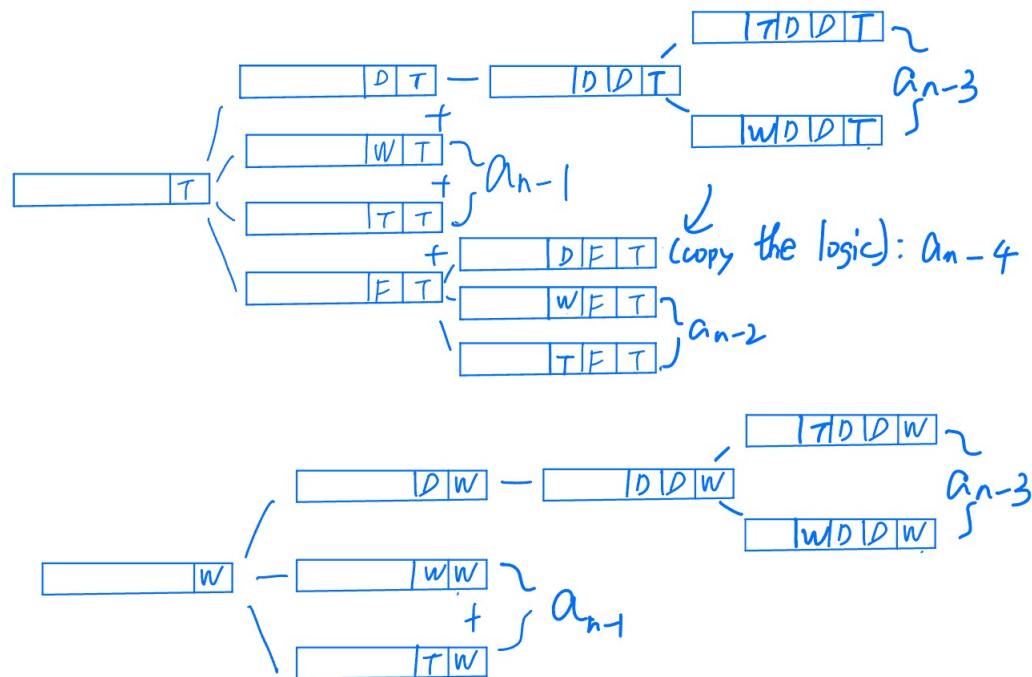 T D D T
D T — D D T
a_{n-3}
+
W D D T
W T
a_{n-1}
T
+
T T
+
D F T (copy the logic): a_{n-4}
F T
W F T
a_{n-2}
T F T
T D D W
D W — D D W
a_{n-3}
W D D W
W — W W
+
a_{n-1}
T W